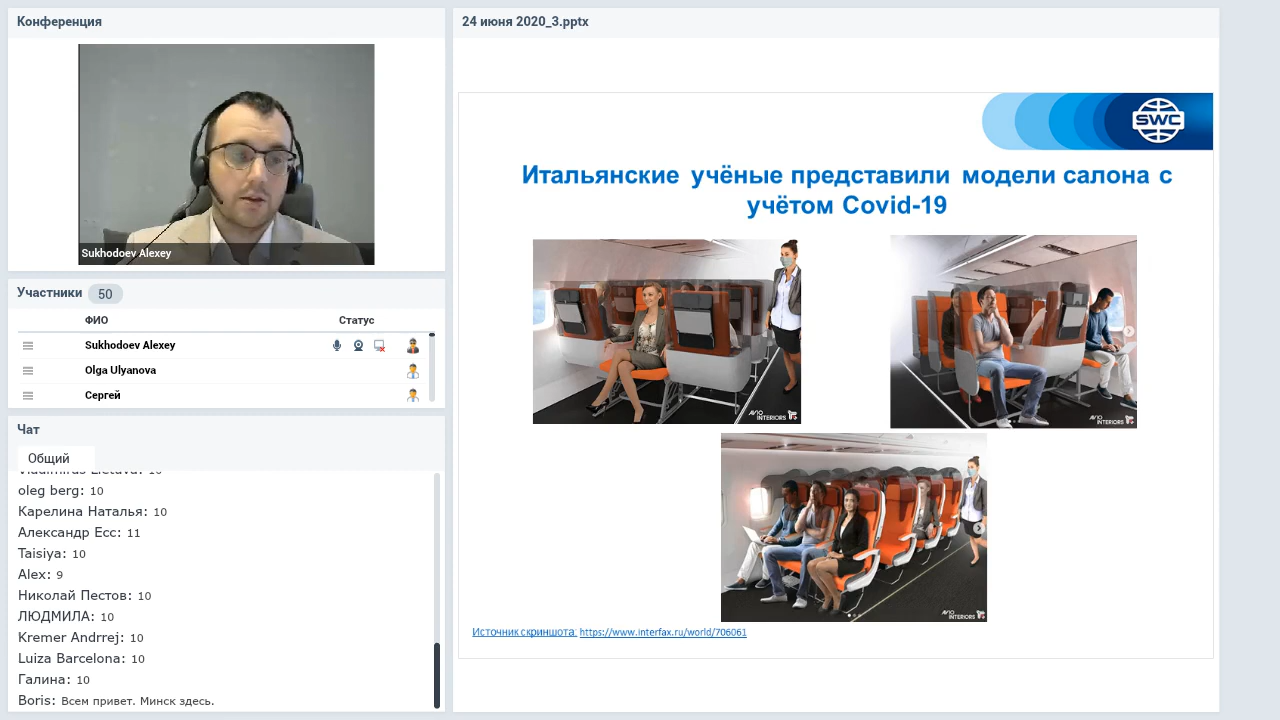 Конференция
Sukhodoev Alexey
Участники 50
ФИО Статус
Sukhodoev Alexey
Olga Ulyanova
Сергей
Чат
Общий
oleg berg: 10
Карелина Наталья: 10
Александр Есс: 11
Taisiya: 10
Alex: 9
Николай Пестов: 10
ЛЮДМИЛА: 10
Kremer Andrrej: 10
Luiza Barcelona: 10
Галина: 10
Boris: Всем привет. Минск здесь.
24 июня 2020_3.pptx
SWC
Итальянские учёные представили модели салона с
учётом Covid-19
AVIO INTERIORS
AVIO INTERIORS
AVIO INTERIORS
Источник скриншота: https://www.interfax.ru/world/706061